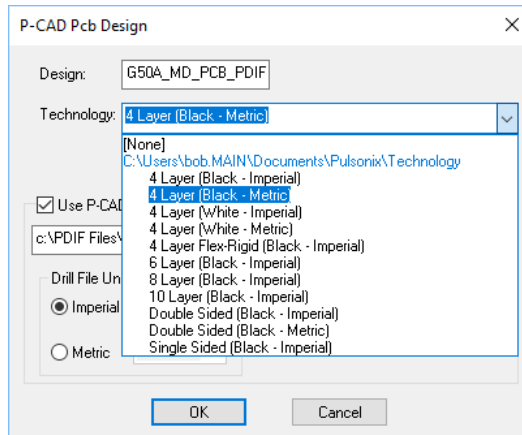 P-CAD Pcb Design
Design: G50A_MD_PCB_PDIF
Technology: 4 Layer (Black - Metric)
[None]
C:\Users\bob.MAIN\Documents\Pulsonix\Technology
4 Layer (Black - Imperial)
4 Layer (Black - Metric)
4 Layer (White - Imperial)
4 Layer (White - Metric)
4 Layer Flex-Rigid (Black - Imperial)
6 Layer (Black - Imperial)
8 Layer (Black - Imperial)
10 Layer (Black - Imperial)
Double Sided (Black - Imperial)
Double Sided (Black - Metric)
Single Sided (Black - Imperial)
Use P-CAD
c:\PDIF Files\
Drill File Un
Imperial
Metric
OK Cancel